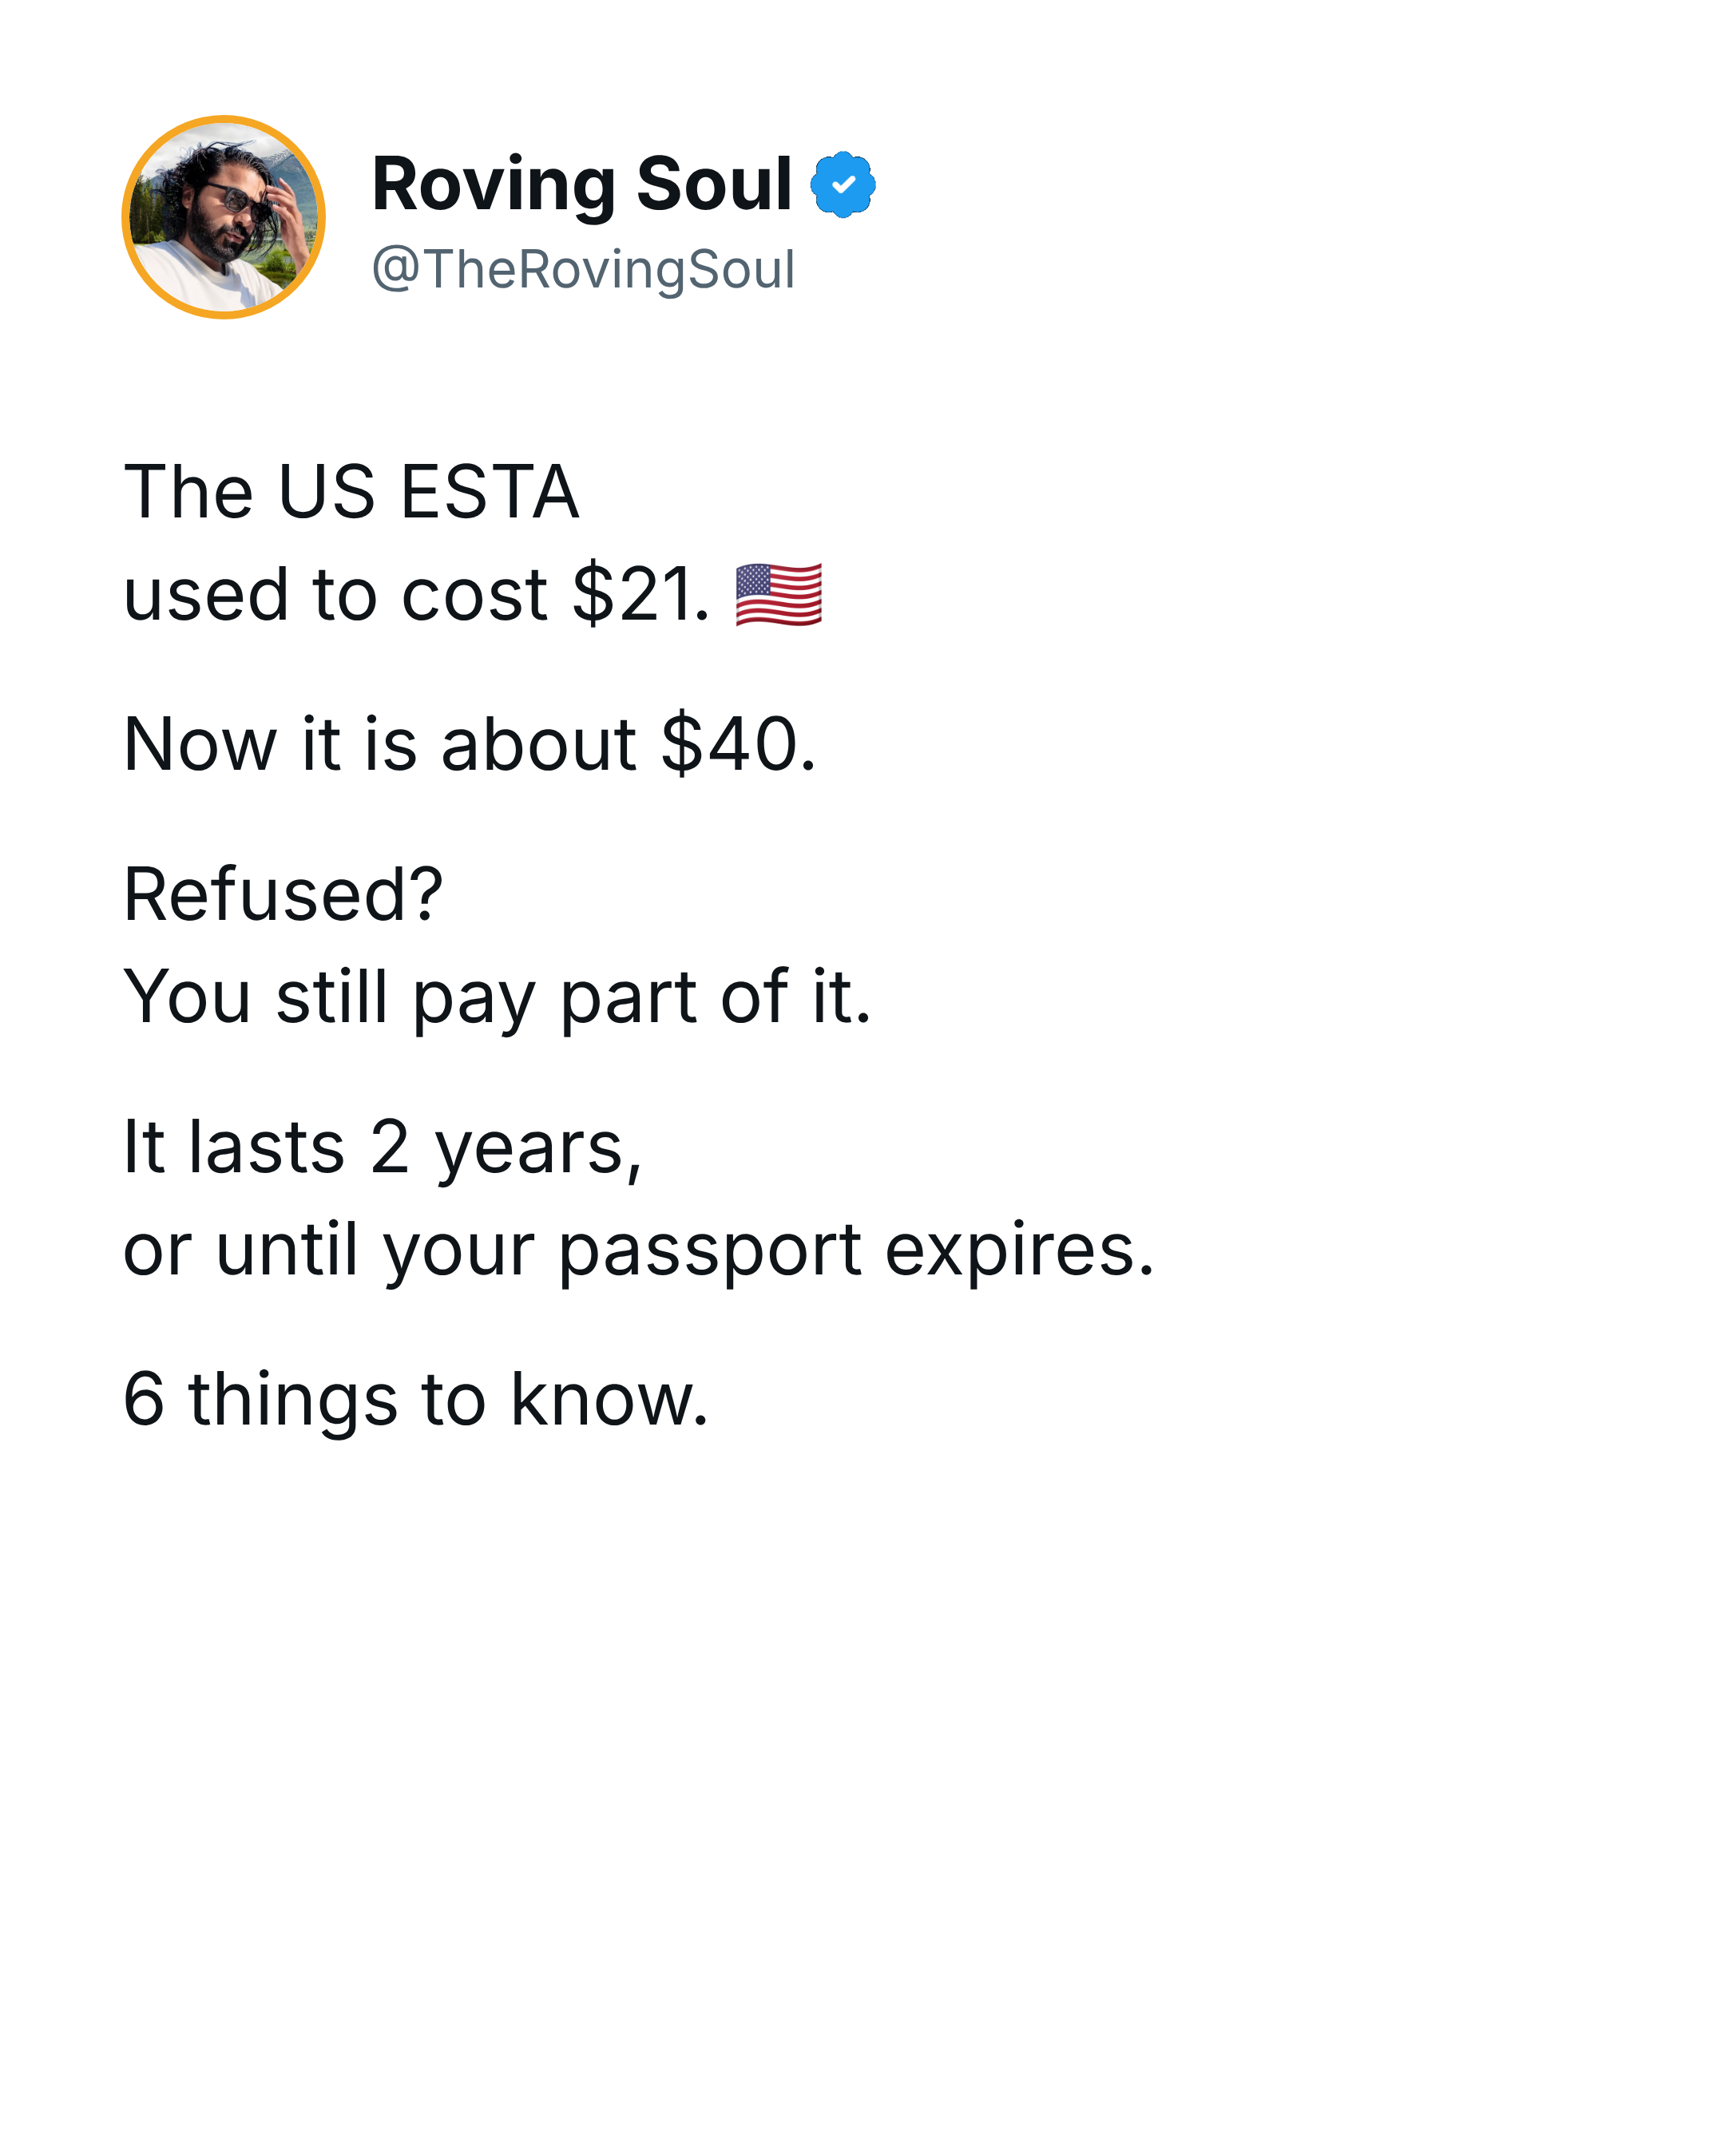 Roving Soul
@TheRovingSoul
The US ESTA
used to cost $21. 🇺🇸
Now it is about $40.
Refused?
You still pay part of it.
It lasts 2 years,
or until your passport expires.
6 things to know.